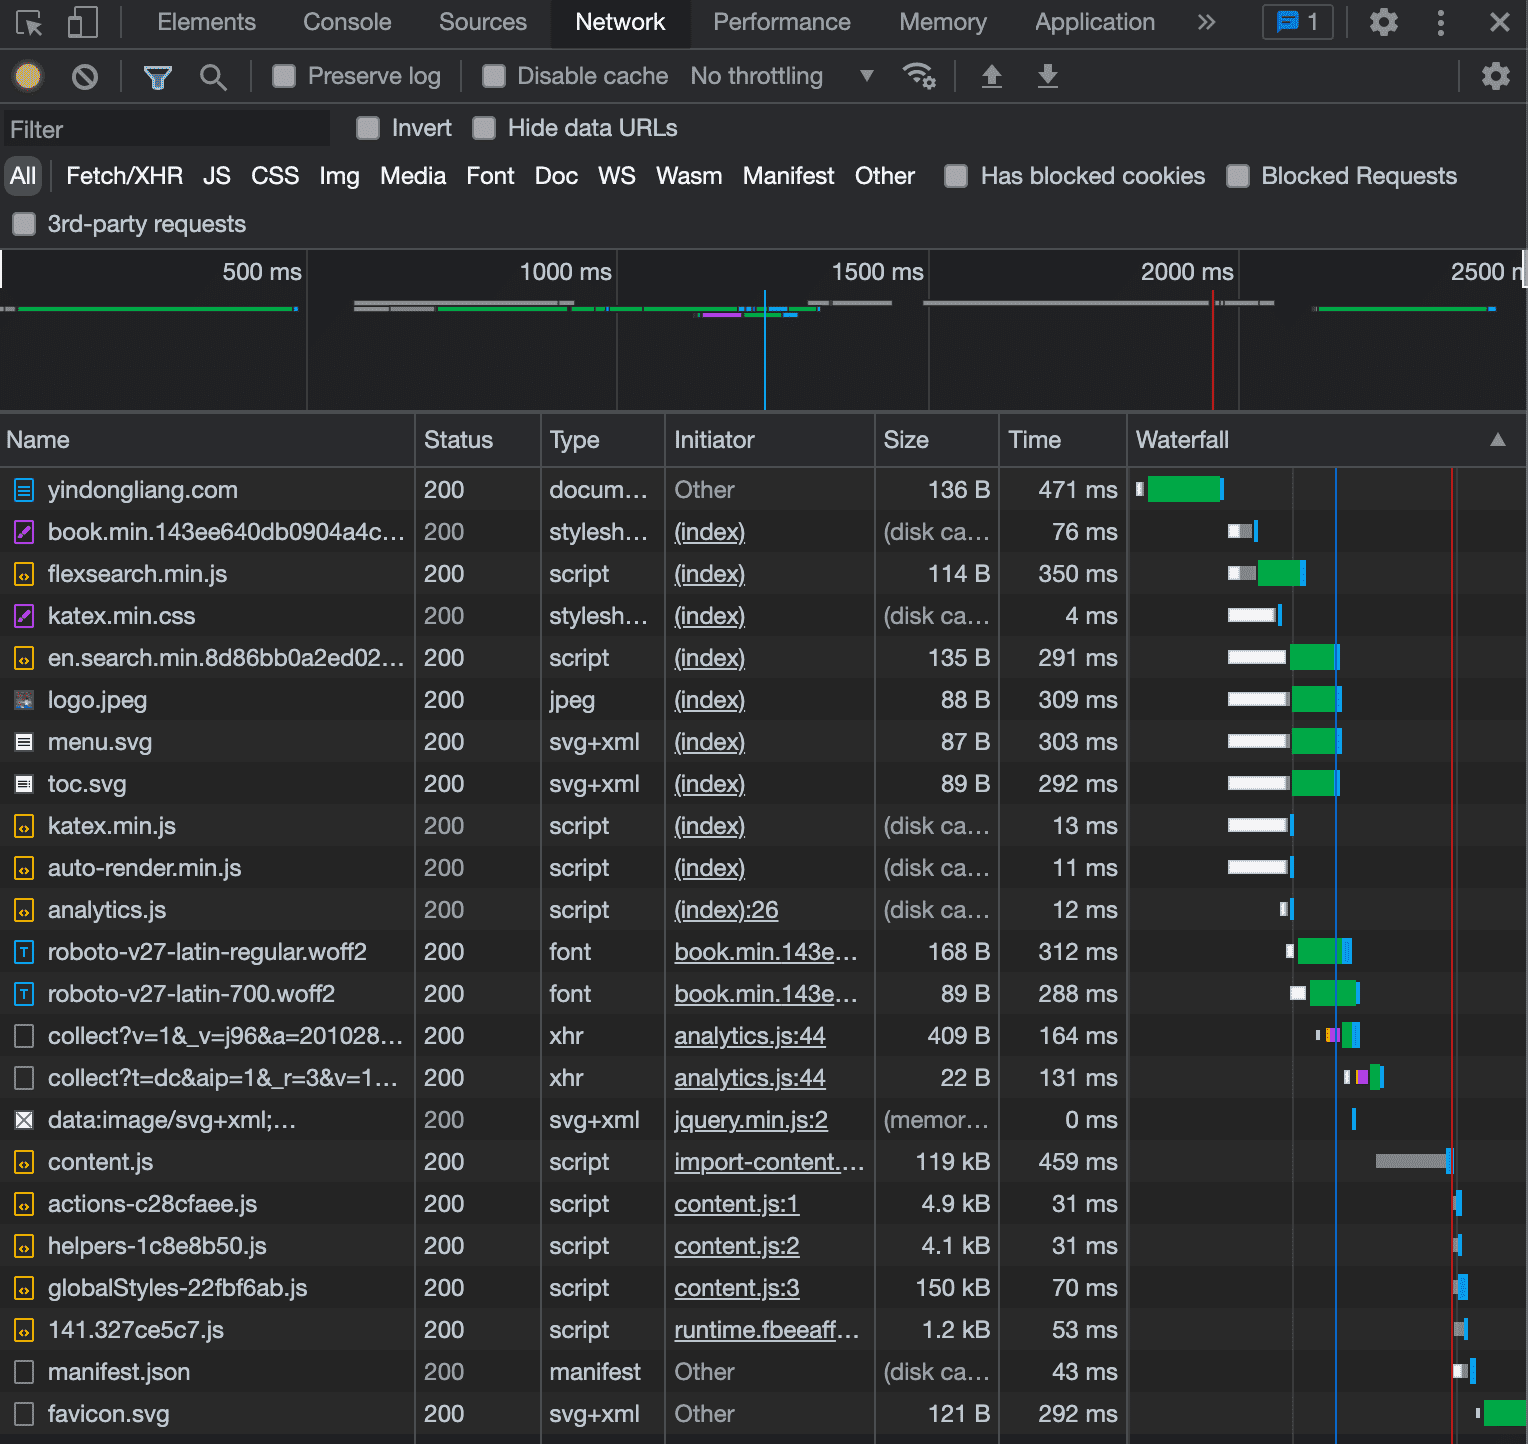 Elements Console Sources Network Performance Memory Application 1
Preserve log Disable cache No throttling
Filter Invert Hide data URLs
All Fetch/XHR JS CSS Img Media Font Doc WS Wasm Manifest Other Has blocked cookies Blocked Requests
3rd-party requests
500 ms 1000 ms 1500 ms 2000 ms 2500
Name Status Type Initiator Size Time Waterfall
yindongliang.com 200 docum... Other 136 B 471 ms
book.min.143ee640db0904a4c... 200 stylesh... (index) (disk ca... 76 ms
flexsearch.min.js 200 script (index) 114 B 350 ms
katex.min.css 200 stylesh... (index) (disk ca... 4 ms
en.search.min.8d86bb0a2ed02... 200 script (index) 135 B 291 ms
logo.jpeg 200 jpeg (index) 88 B 309 ms
menu.svg 200 svg+xml (index) 87 B 303 ms
toc.svg 200 svg+xml (index) 89 B 292 ms
katex.min.js 200 script (index) (disk ca... 13 ms
auto-render.min.js 200 script (index) (disk ca... 11 ms
analytics.js 200 script (index):26 (disk ca... 12 ms
roboto-v27-latin-regular.woff2 200 font book.min.143e... 168 B 312 ms
roboto-v27-latin-700.woff2 200 font book.min.143e... 89 B 288 ms
collect?v=1&_v=j96&a=201028... 200 xhr analytics.js:44 409 B 164 ms
collect?t=dc&aip=1&_r=3&v=1... 200 xhr analytics.js:44 22 B 131 ms
data:image/svg+xml;... 200 svg+xml jquery.min.js:2 (memor... 0 ms
content.js 200 script import-content.... 119 kB 459 ms
actions-c28cfaee.js 200 script content.js:1 4.9 kB 31 ms
helpers-1c8e8b50.js 200 script content.js:2 4.1 kB 31 ms
globalStyles-22fbf6ab.js 200 script content.js:3 150 kB 70 ms
141.327ce5c7.js 200 script runtime.fbeeaff... 1.2 kB 53 ms
manifest.json 200 manifest Other (disk ca... 43 ms
favicon.svg 200 svg+xml Other 121 B 292 ms